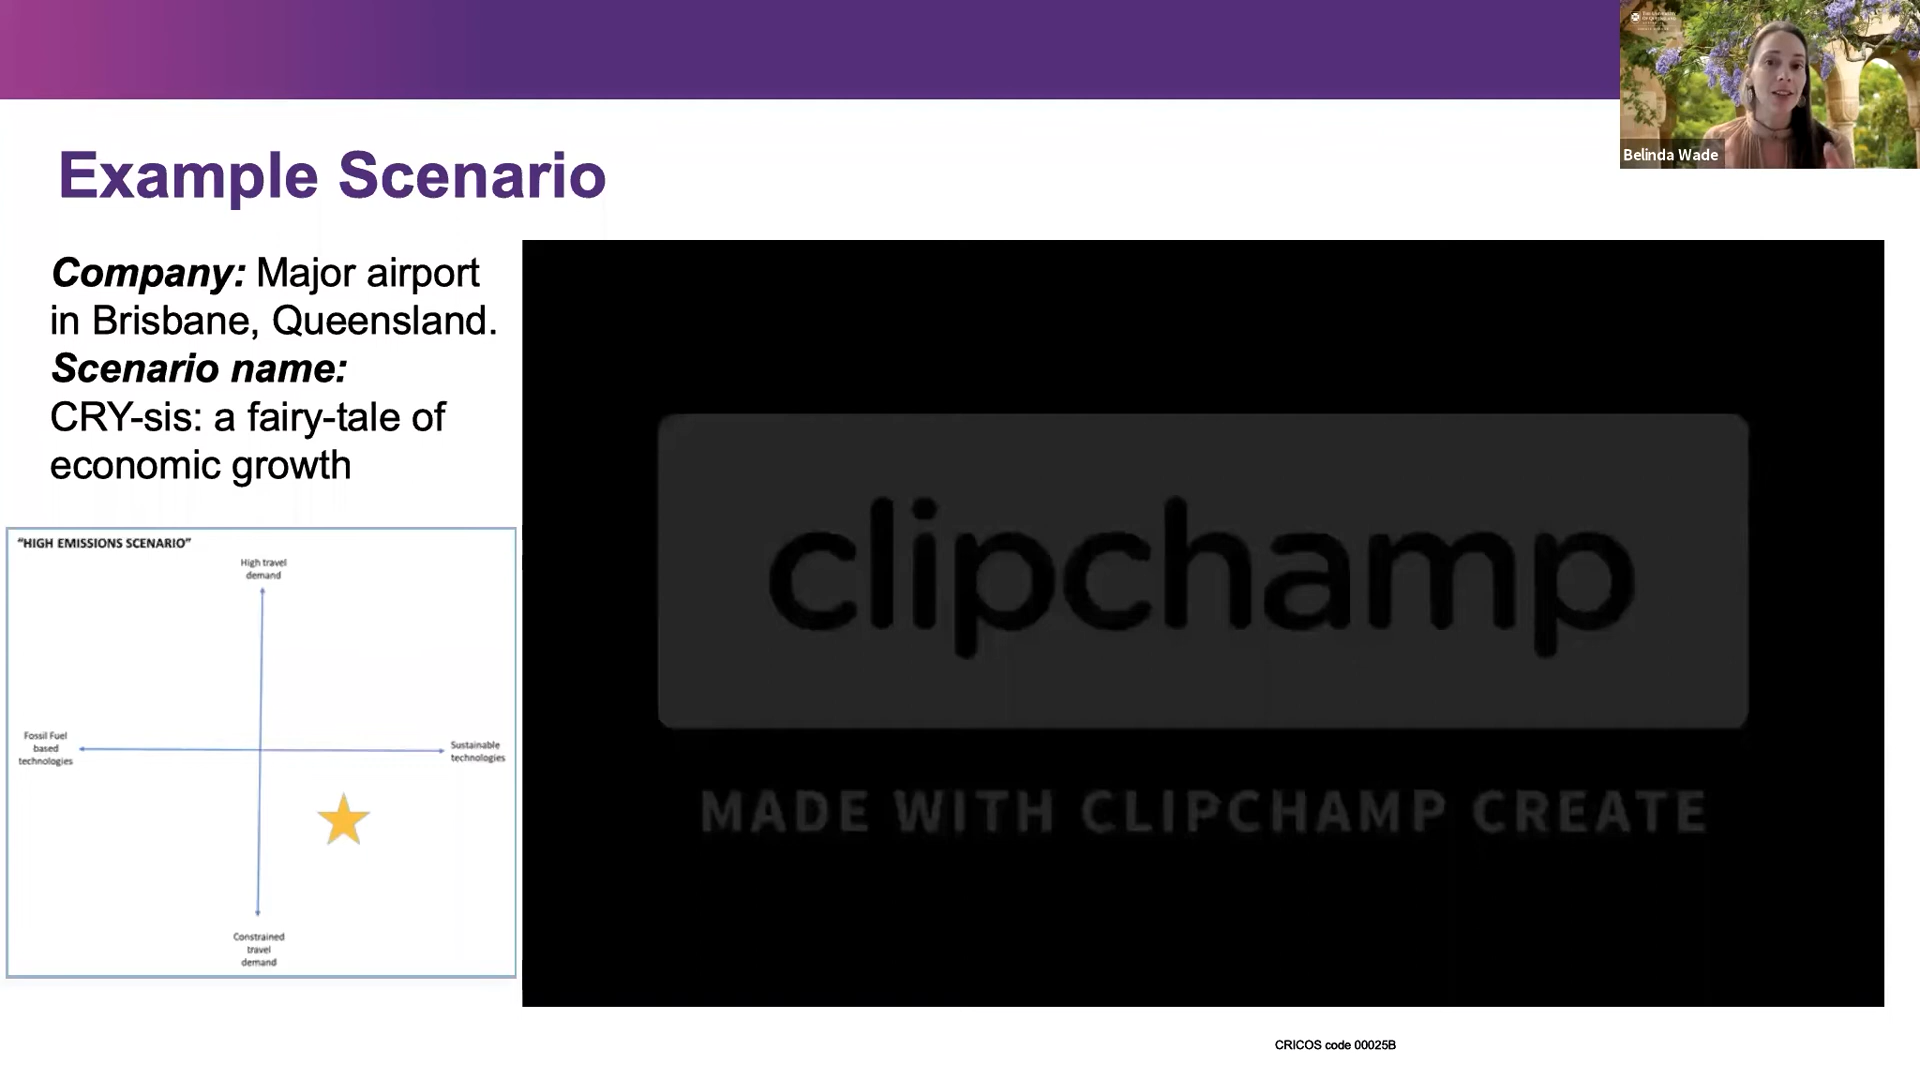 Belinda Wade
Example Scenario
Company: Major airport
in Brisbane, Queensland.
Scenario name:
CRY-sis: a fairy-tale of
economic growth
"HIGH EMISSIONS SCENARIO"
High travel
demand
Fossil Fuel
based
technologies
Sustainable
technologies
Constrained
travel
demand
clipchamp
MADE WITH CLIPCHAMP CREATE
CRICOS code 00025B